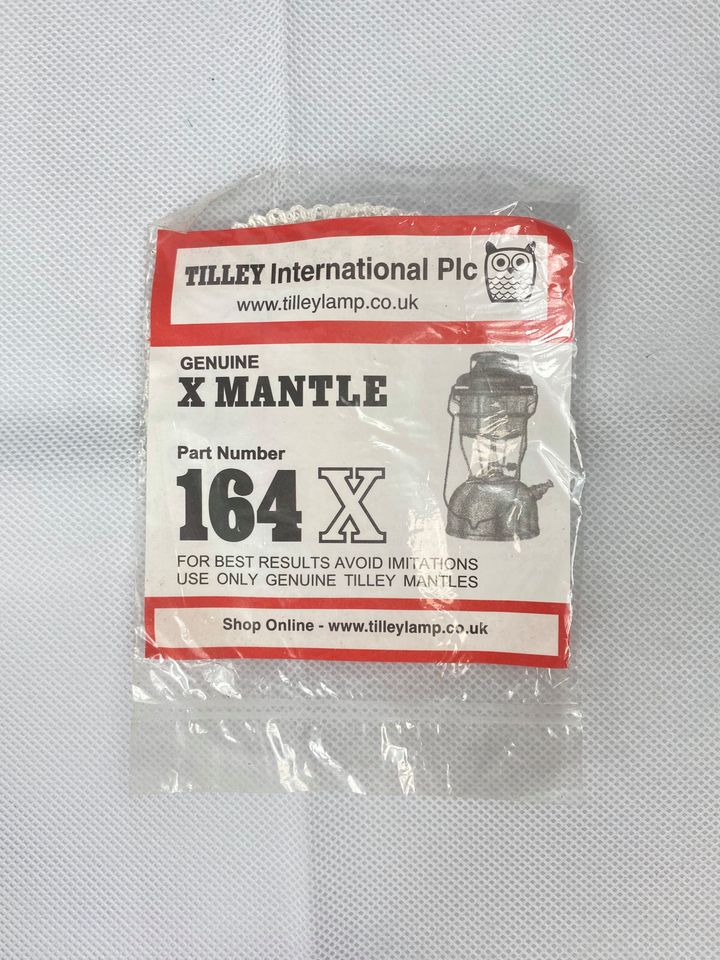 TILLEY International Plc
www.tilleylamp.co.uk
GENUINE
X MANTLE
Part Number
164 X
FOR BEST RESULTS AVOID IMITATIONS
USE ONLY GENUINE TILLEY MANTLES
Shop Online - www.tilleylamp.co.uk